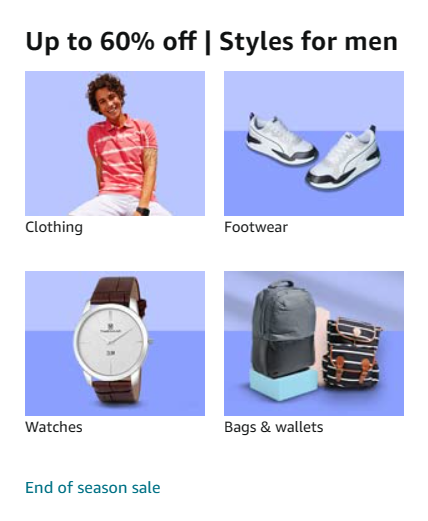 Up to 60% off | Styles for men
Clothing
Footwear
Watches
Bags & wallets
End of season sale